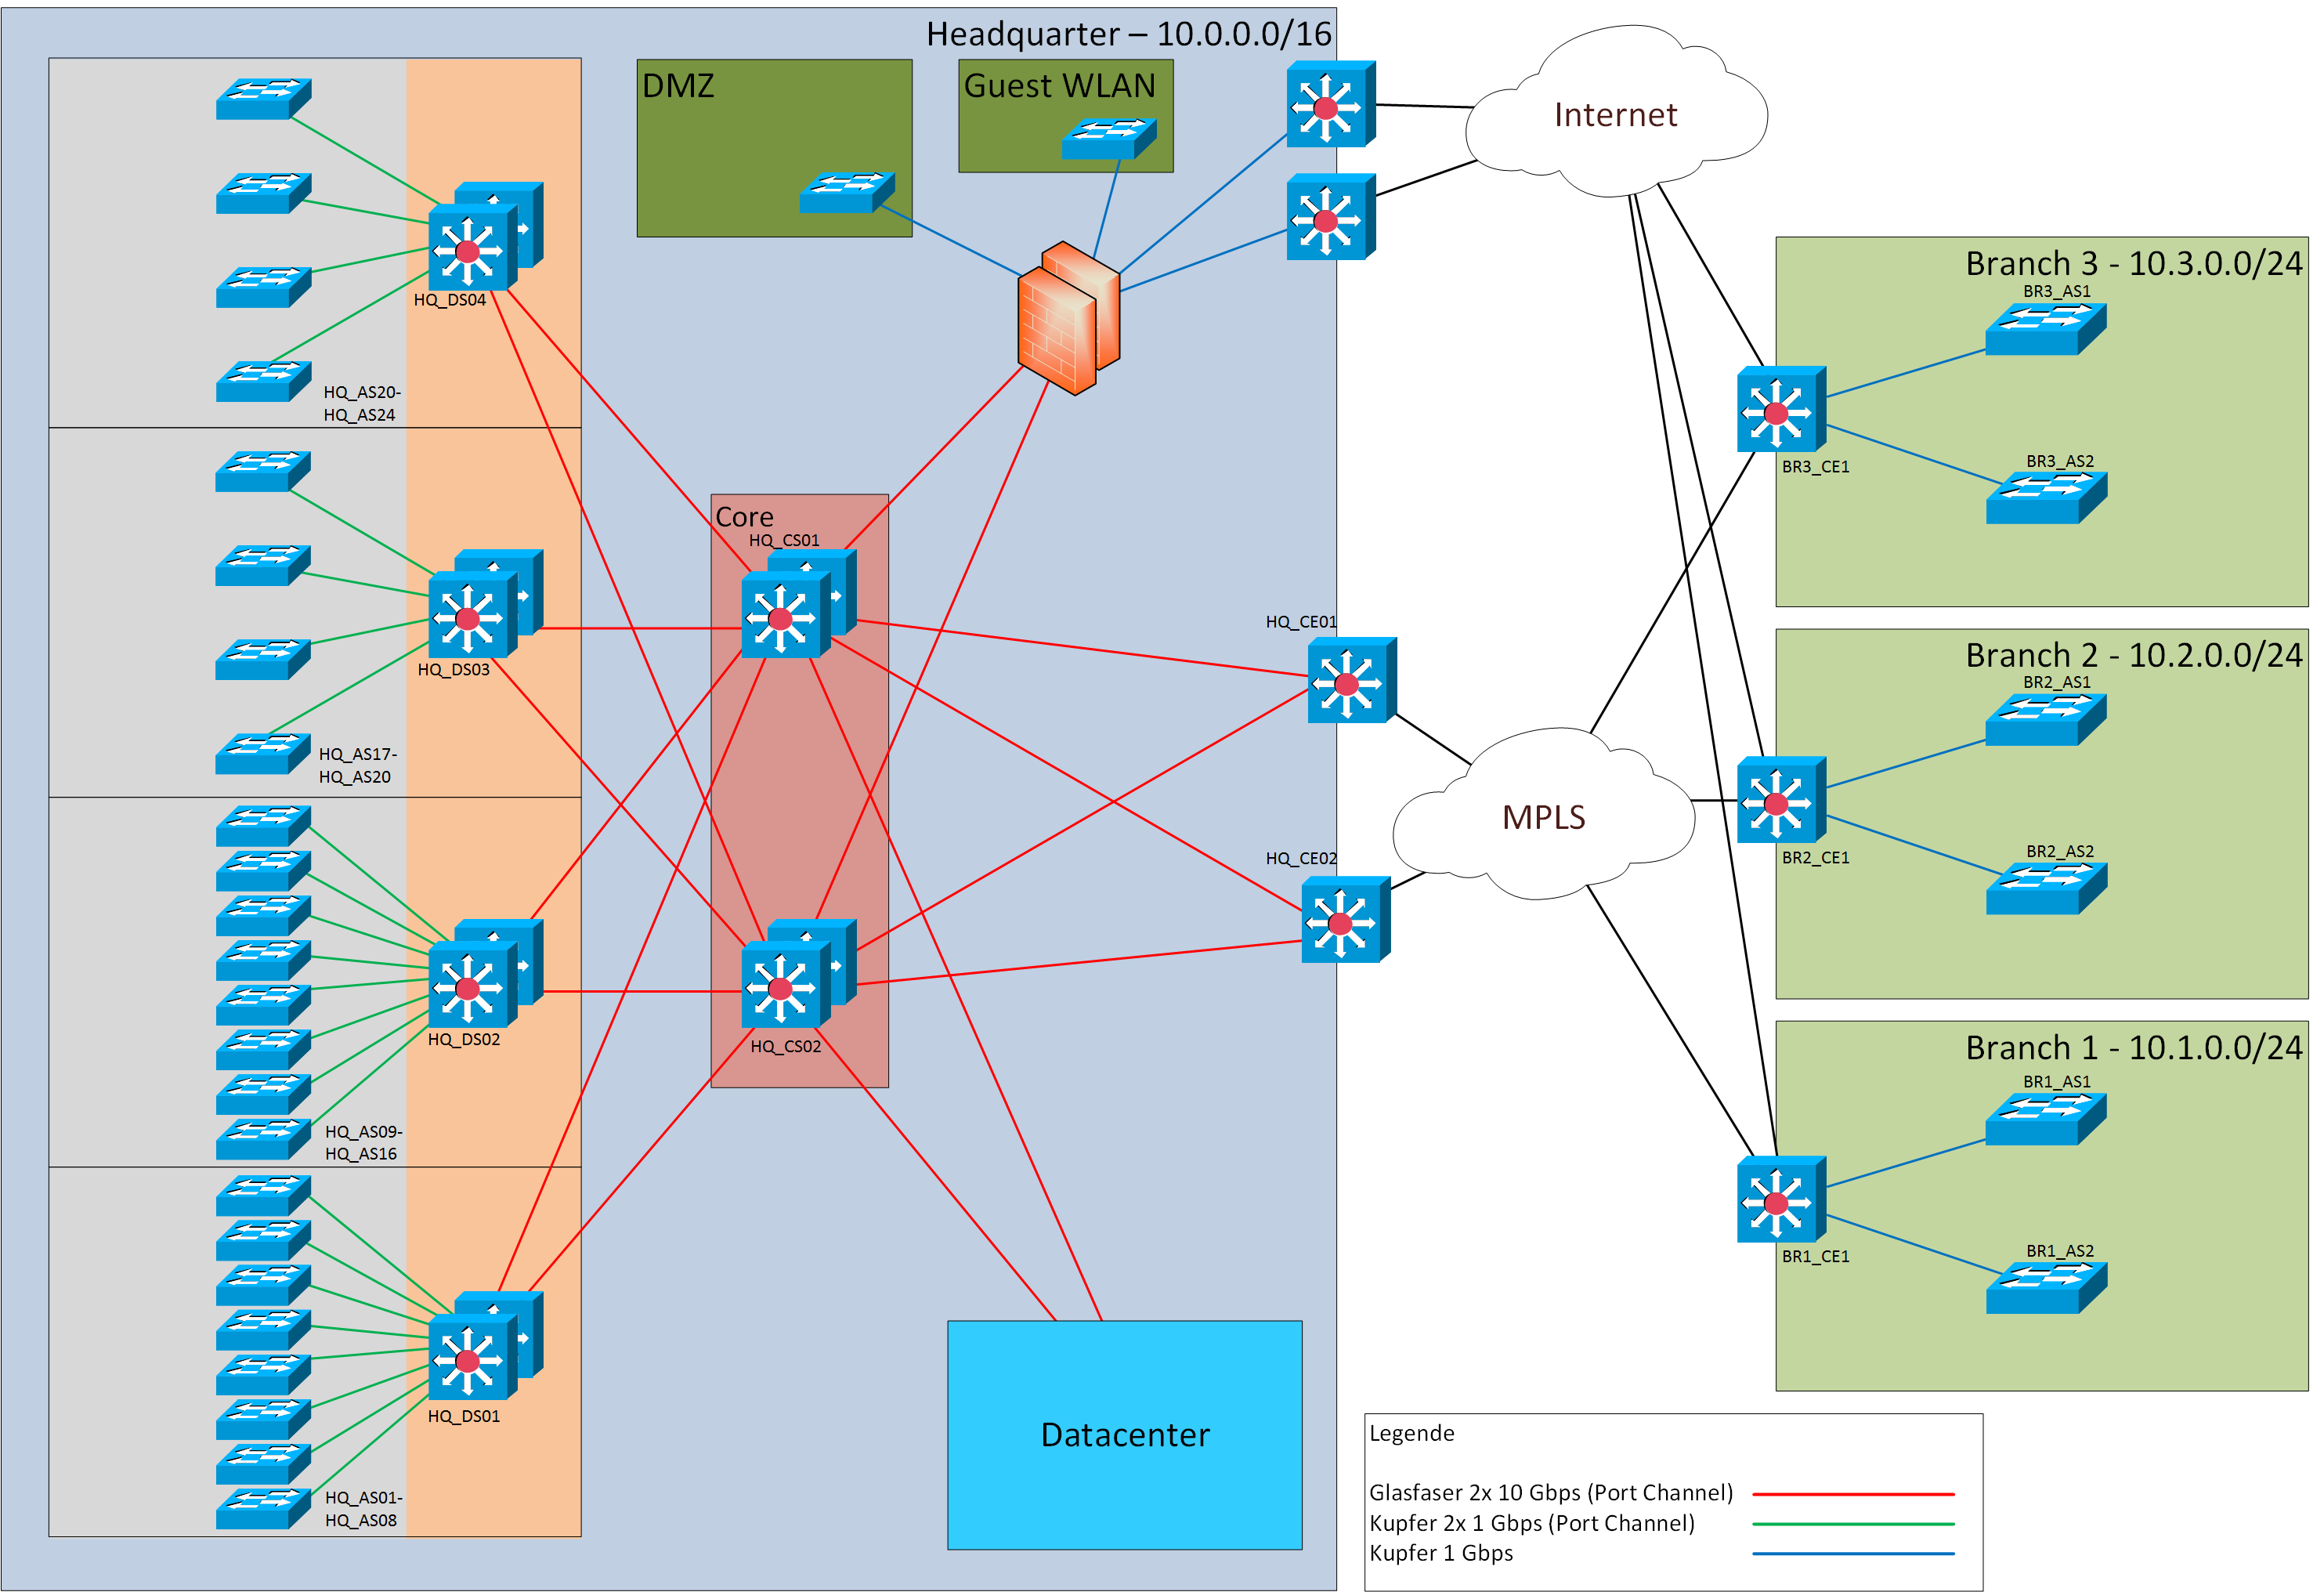 Headquarter – 10.0.0.0/16
DMZ
Guest WLAN
Internet
HQ_DS04
HQ_AS20-
HQ_AS24
Branch 3 - 10.3.0.0/24
BR3_AS1
BR3_AS2
BR3_CE1
Core
HQ_CS01
HQ_DS03
HQ_AS17-
HQ_AS20
HQ_CE01
Branch 2 - 10.2.0.0/24
BR2_AS1
MPLS
BR2_AS2
BR2_CE1
HQ_CE02
HQ_DS02
HQ_CS02
HQ_AS09-
HQ_AS16
Branch 1 - 10.1.0.0/24
BR1_AS1
BR1_AS2
BR1_CE1
HQ_DS01
HQ_AS01-
HQ_AS08
Datacenter
Legende
Glasfaser 2x 10 Gbps (Port Channel)
Kupfer 2x 1 Gbps (Port Channel)
Kupfer 1 Gbps